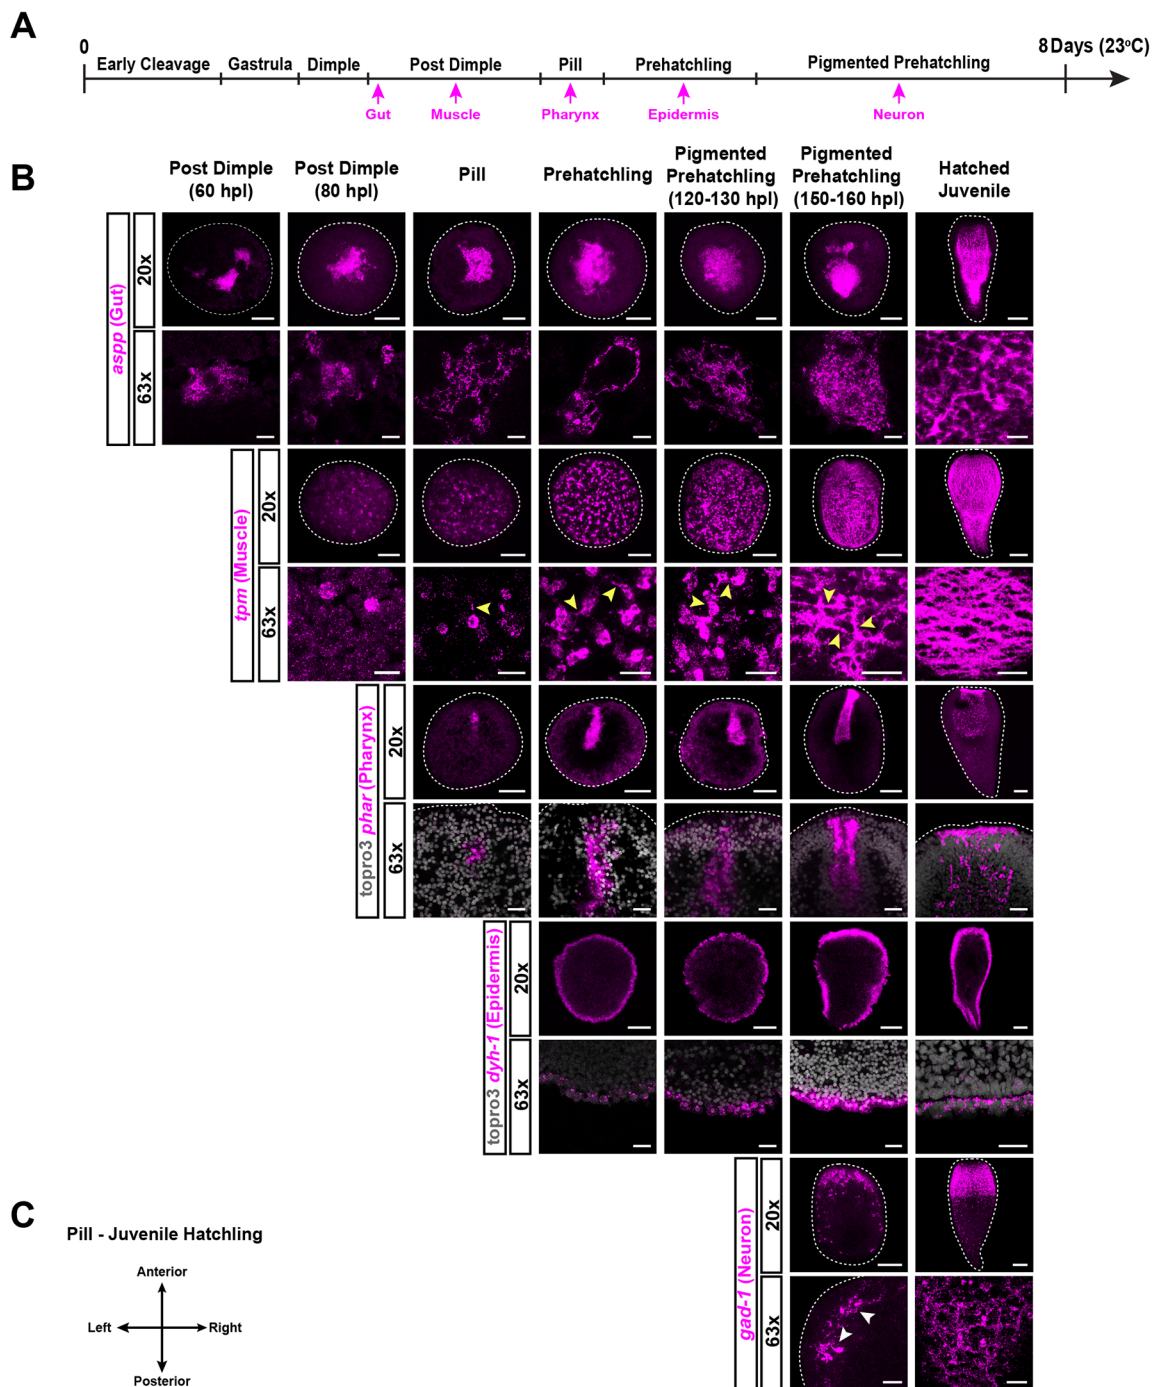 A
0
8 Days (23ºC)
Early Cleavage
Gastrula
Dimple
Post Dimple
Pill
Prehatchling
Pigmented Prehatchling
Gut
Muscle
Pharynx
Epidermis
Neuron
B
Post Dimple
(60 hpl)
Post Dimple
(80 hpl)
Pill
Prehatchling
Pigmented
Prehatchling
(120-130 hpl)
Pigmented
Prehatchling
(150-160 hpl)
Hatched
Juvenile
aspp (Gut)
20x
63x
tpm (Muscle)
20x
63x
topro3 phar (Pharynx)
20x
63x
topro3 dyh-1 (Epidermis)
20x
63x
gad-1 (Neuron)
20x
63x
C
Pill - Juvenile Hatchling
Anterior
Left
Right
Posterior